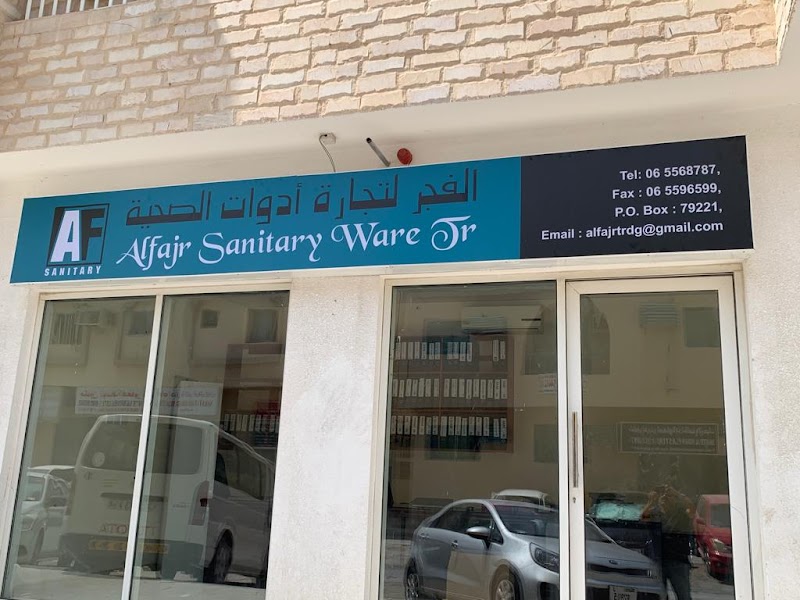 الفجر لتجارة أدوات الصحية
AF
SANITARY
Alfajr Sanitary Ware Tr
Tel: 06 5568787,
Fax : 06 5596599,
P.O. Box : 79221,
Email : alfajrtrdg@gmail.com